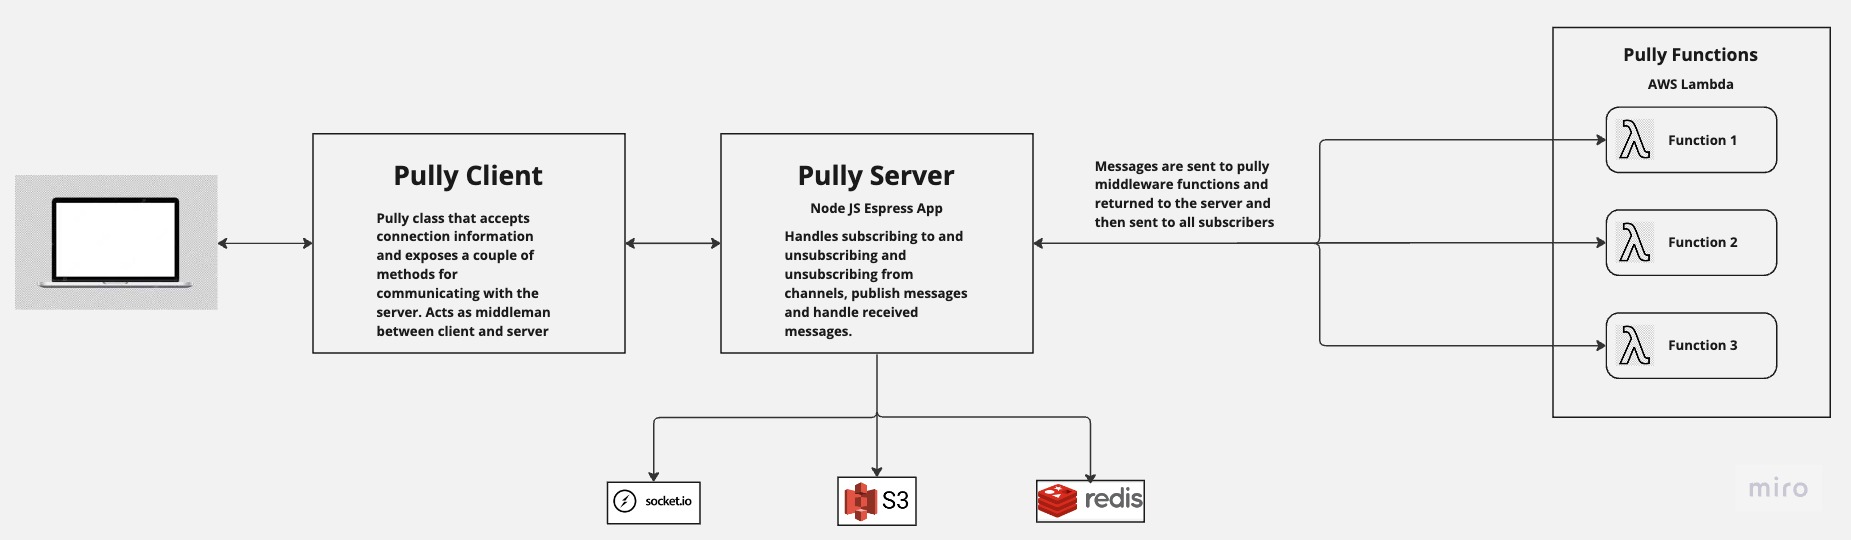 Pully Client
Pully class that accepts
connection information
and exposes a couple of
methods for
communicating with the
server. Acts as middleman
between client and server
Pully Server
Node JS Espress App
Handles subscribing to and
unsubscribing and
unsubscribing from
channels, publish messages
and handle received
messages.
Messages are sent to pully
middleware functions and
returned to the server and
then sent to all subscribers
Pully Functions
AWS Lambda
Function 1
Function 2
Function 3
socket.io
S3
redis
miro